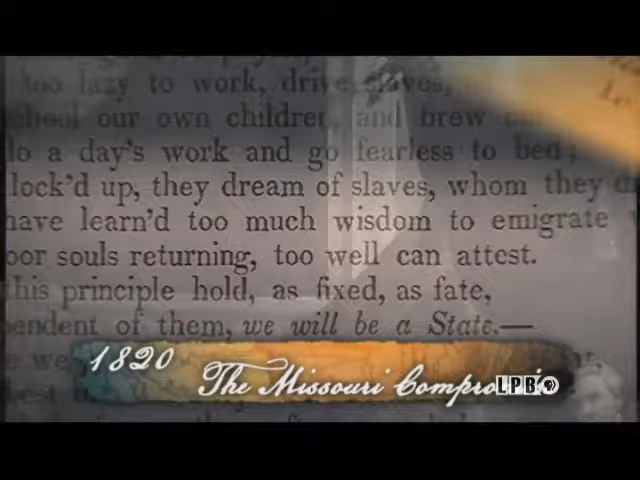 too lazy to work, drive slaves,
our own children, and brew
to a day's work and go fearless to bed;
lock'd up, they dream of slaves, whom they
have learn'd too much wisdom to emigrate
oor souls returning, too well can attest.
this principle hold, as fixed, as fate,
pendent of them, we will be a State.—
1820
The Missouri Compro
LPB